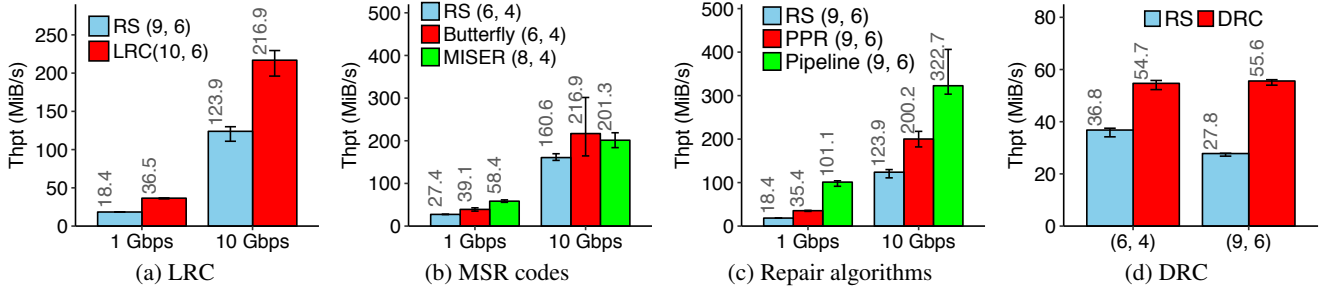 Thpt (MiB/s)
250
200
150
100
50
0
RS (9, 6)
LRC(10, 6)
18.4
36.5
123.9
216.9
1 Gbps
10 Gbps
(a) LRC
Thpt (MiB/s)
500
400
300
200
100
0
RS (6, 4)
Butterfly (6, 4)
MISER (8, 4)
27.4
39.1
58.4
160.6
216.9
201.3
1 Gbps
10 Gbps
(b) MSR codes
Thpt (MiB/s)
500
400
300
200
100
0
RS (9, 6)
PPR (9, 6)
Pipeline (9, 6)
18.4
35.4
101.1
123.9
200.2
322.7
1 Gbps
10 Gbps
(c) Repair algorithms
Thpt (MiB/s)
80
60
40
20
0
RS
DRC
36.8
54.7
27.8
55.6
(6, 4)
(9, 6)
(d) DRC